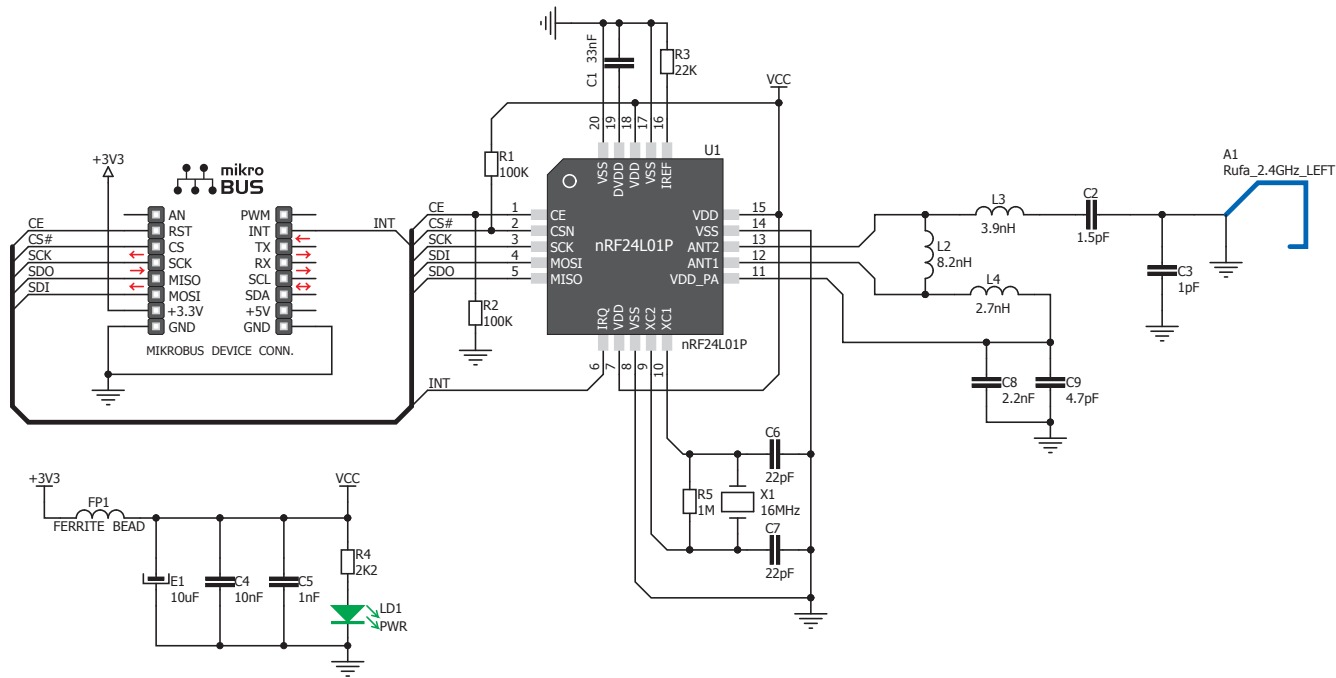 C1 33nF
R3
22K
VCC
20
19
18
17
16
VSS
DVDD
VDD
VSS
IREF
U1
R1
100K
+3V3
mikro
BUS
A1
Rufa_2.4GHz_LEFT
CE
CS#
SCK
SDO
SDI
AN
RST
CS
SCK
MISO
MOSI
+3.3V
GND
PWM
INT
TX
RX
SCL
SDA
+5V
GND
MIKROBUS DEVICE CONN.
INT
CE
CS#
SCK
SDI
SDO
1
2
3
4
5
CE
CSN
SCK
MOSI
MISO
nRF24L01P
VDD
VSS
ANT2
ANT1
VDD_PA
15
14
13
12
11
L3
3.9nH
C2
1.5pF
L2
8.2nH
L4
2.7nH
C3
1pF
R2
100K
IRQ
VDD
VSS
XC2
XC1
nRF24L01P
6
7
8
9
10
INT
C8
2.2nF
C9
4.7pF
C6
22pF
R5
1M
X1
16MHz
C7
22pF
+3V3
FP1
FERRITE BEAD
VCC
E1
10uF
C4
10nF
C5
1nF
R4
2K2
LD1
PWR